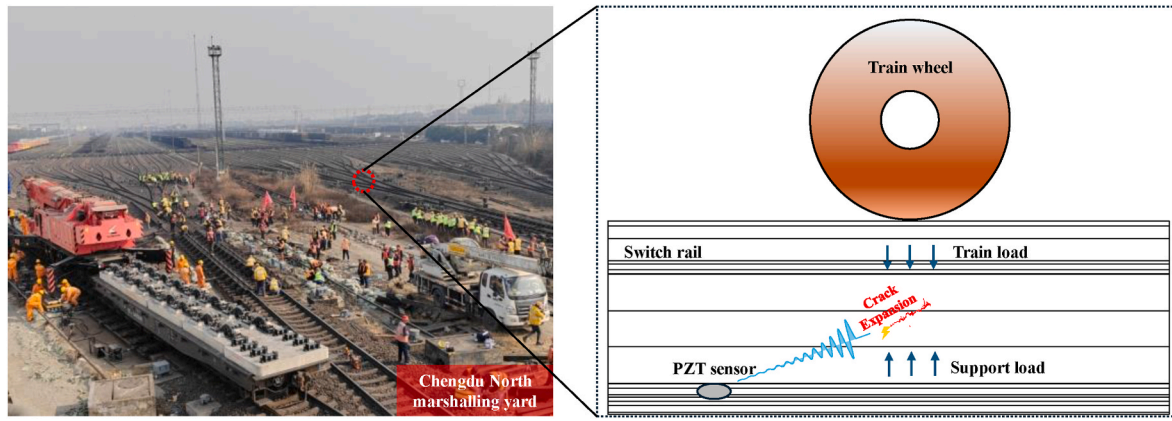 Chengdu North
marshalling yard
Train wheel
Switch rail
Train load
Crack
Expansion
PZT sensor
Support load